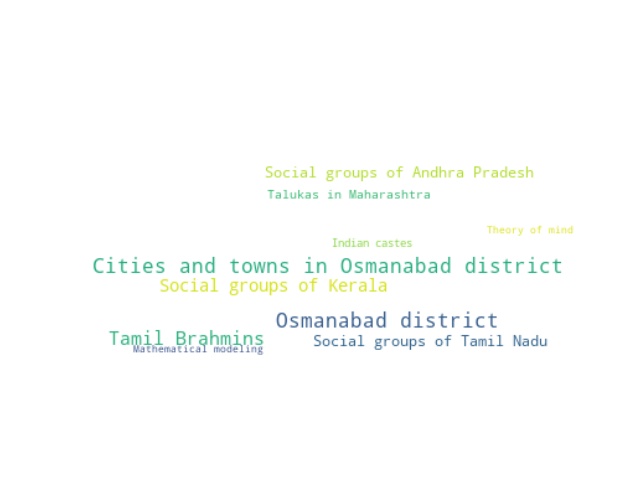 Social groups of Andhra Pradesh
Talukas in Maharashtra
Theory of mind
Indian castes
Cities and towns in Osmanabad district
Social groups of Kerala
Osmanabad district
Tamil Brahmins
Social groups of Tamil Nadu
Mathematical modeling